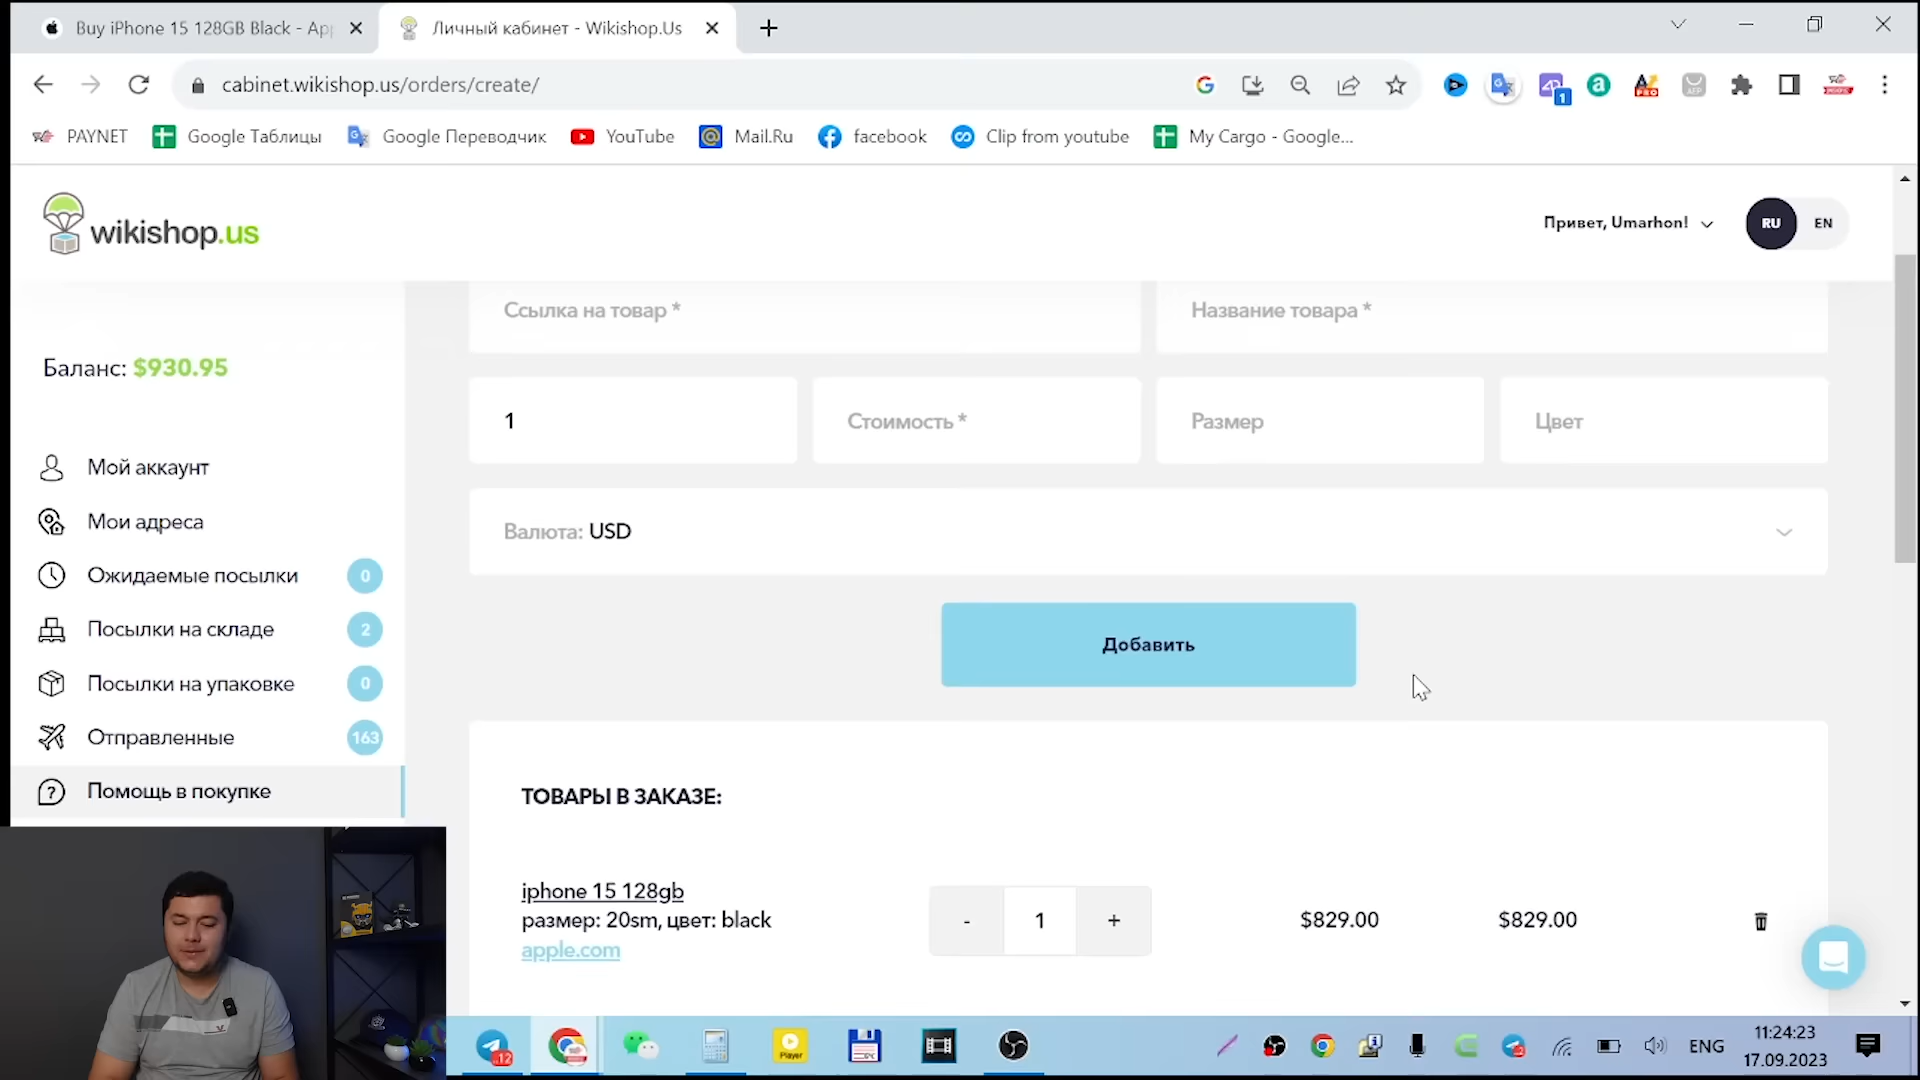 Buy iPhone 15 128GB Black - App
Личный кабинет - Wikishop.Us
cabinet.wikishop.us/orders/create/
1
PAYNET
Google Таблицы
Google Переводчик
YouTube
Mail.Ru
facebook
Clip from youtube
My Cargo - Google...
wikishop.us
Привет, Umarhon!
RU
EN
Баланс: $930.95
Мой аккаунт
Мои адреса
Ожидаемые посылки 0
Посылки на складе 2
Посылки на упаковке 0
Отправленные 163
Помощь в покупке
Ссылка на товар *
Название товара *
1
Стоимость *
Размер
Цвет
Валюта: USD
Добавить
ТОВАРЫ В ЗАКАЗЕ:
iphone 15 128gb
размер: 20sm, цвет: black
apple.com
- 1 +
$829.00
$829.00
12
Player
ENG
11:24:23
17.09.2023